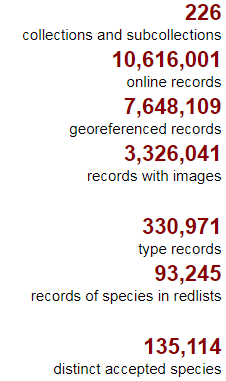 226
collections and subcollections
10,616,001
online records
7,648,109
georeferenced records
3,326,041
records with images
330,971
type records
93,245
records of species in redlists
135,114
distinct accepted species